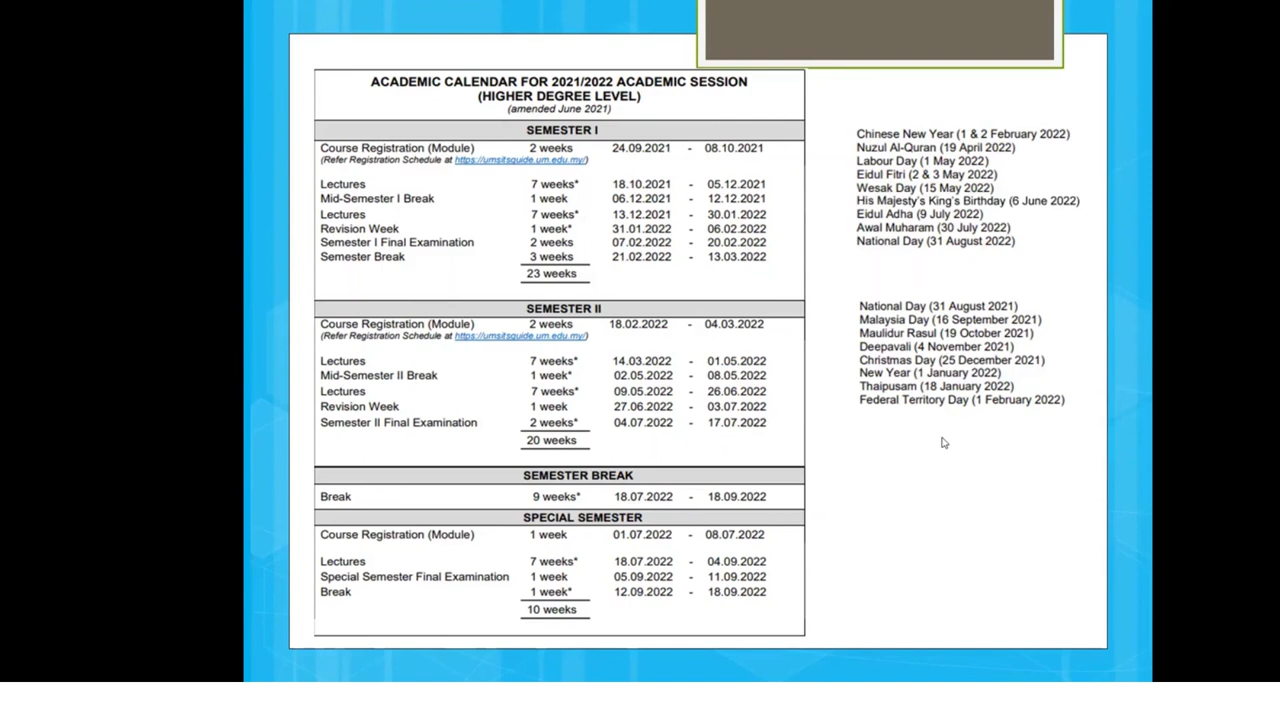 ACADEMIC CALENDAR FOR 2021/2022 ACADEMIC SESSION
(HIGHER DEGREE LEVEL)
(amended June 2021)
SEMESTER I
Course Registration (Module) 2 weeks 24.09.2021 - 08.10.2021
(Refer Registration Schedule at https://umsitsguide.um.edu.my/)
Lectures 7 weeks* 18.10.2021 - 05.12.2021
Mid-Semester I Break 1 week 06.12.2021 - 12.12.2021
Lectures 7 weeks* 13.12.2021 - 30.01.2022
Revision Week 1 week* 31.01.2022 - 06.02.2022
Semester I Final Examination 2 weeks 07.02.2022 - 20.02.2022
Semester Break 3 weeks 21.02.2022 - 13.03.2022
23 weeks
SEMESTER II
Course Registration (Module) 2 weeks 18.02.2022 - 04.03.2022
(Refer Registration Schedule at https://umsitsguide.um.edu.my/)
Lectures 7 weeks* 14.03.2022 - 01.05.2022
Mid-Semester II Break 1 week* 02.05.2022 - 08.05.2022
Lectures 7 weeks* 09.05.2022 - 26.06.2022
Revision Week 1 week 27.06.2022 - 03.07.2022
Semester II Final Examination 2 weeks* 04.07.2022 - 17.07.2022
20 weeks
SEMESTER BREAK
Break 9 weeks* 18.07.2022 - 18.09.2022
SPECIAL SEMESTER
Course Registration (Module) 1 week 01.07.2022 - 08.07.2022
Lectures 7 weeks* 18.07.2022 - 04.09.2022
Special Semester Final Examination 1 week 05.09.2022 - 11.09.2022
Break 1 week* 12.09.2022 - 18.09.2022
10 weeks
Chinese New Year (1 & 2 February 2022)
Nuzul Al-Quran (19 April 2022)
Labour Day (1 May 2022)
Eidul Fitri (2 & 3 May 2022)
Wesak Day (15 May 2022)
His Majesty's King's Birthday (6 June 2022)
Eidul Adha (9 July 2022)
Awal Muharam (30 July 2022)
National Day (31 August 2022)
National Day (31 August 2021)
Malaysia Day (16 September 2021)
Maulidur Rasul (19 October 2021)
Deepavali (4 November 2021)
Christmas Day (25 December 2021)
New Year (1 January 2022)
Thaipusam (18 January 2022)
Federal Territory Day (1 February 2022)